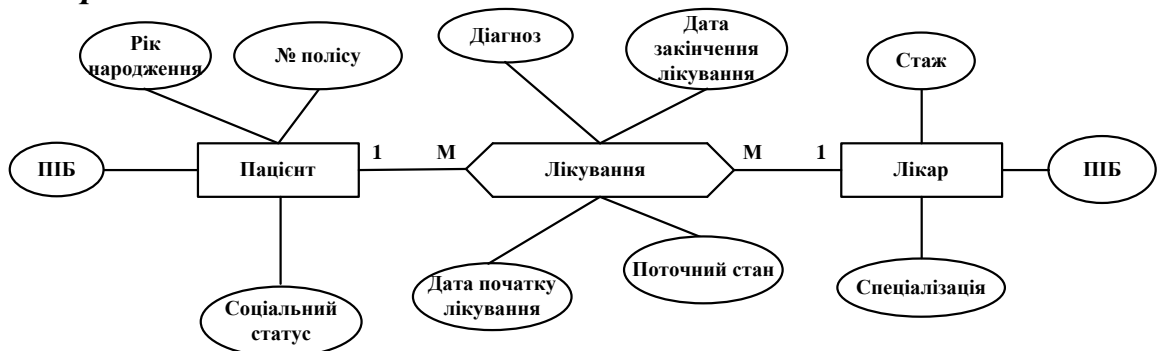 Рік
народження
№ полісу
Діагноз
Дата
закінчення
лікування
Стаж
ПІБ
Пацієнт
1
М
Лікування
М
1
Лікар
ПІБ
Соціальний
статус
Дата початку
лікування
Поточний стан
Спеціалізація